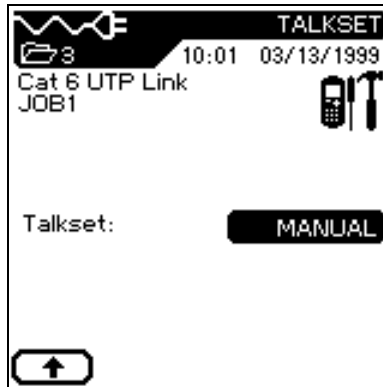 TALKSET
3 10:01 03/13/1999
Cat 6 UTP Link
JOB1
Talkset: MANUAL